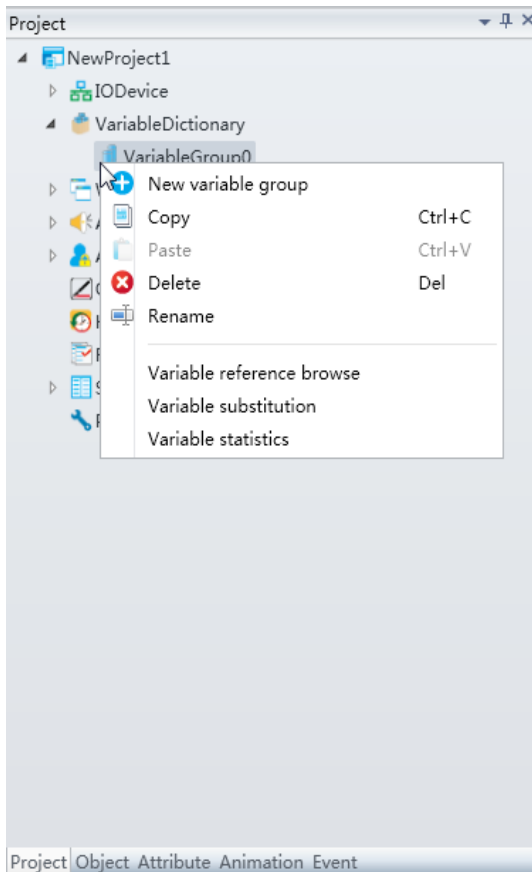 Project
NewProject1
IODevice
VariableDictionary
VariableGroup0
New variable group
Copy Ctrl+C
Paste Ctrl+V
Delete Del
Rename
Variable reference browse
Variable substitution
Variable statistics
Project Object Attribute Animation Event